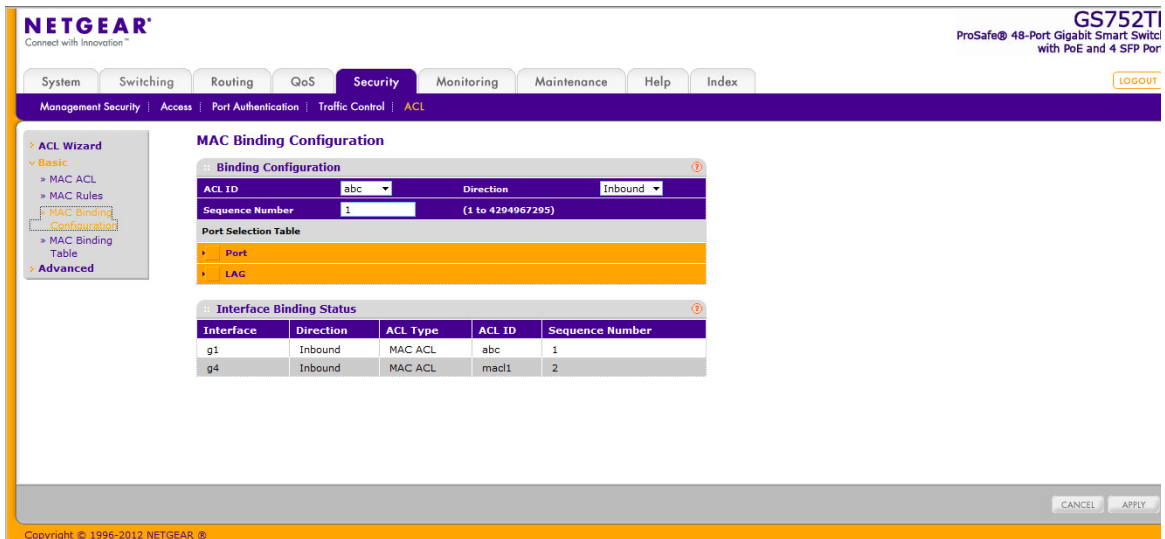 NETGEAR®
Connect with Innovation™
GS752T
ProSafe® 48-Port Gigabit Smart Switc
with PoE and 4 SFP Por
System Switching Routing QoS Security Monitoring Maintenance Help Index
LOGOUT
Management Security Access Port Authentication Traffic Control ACL
ACL Wizard
Basic
» MAC ACL
» MAC Rules
» MAC Binding
Configuration
» MAC Binding
Table
Advanced
MAC Binding Configuration
Binding Configuration
ACL ID abc Direction Inbound
Sequence Number 1 (1 to 4294967295)
Port Selection Table
Port
LAG
Interface Binding Status
Interface Direction ACL Type ACL ID Sequence Number
g1 Inbound MAC ACL abc 1
g4 Inbound MAC ACL macl1 2
CANCEL APPLY
Copyright © 1996-2012 NETGEAR ®